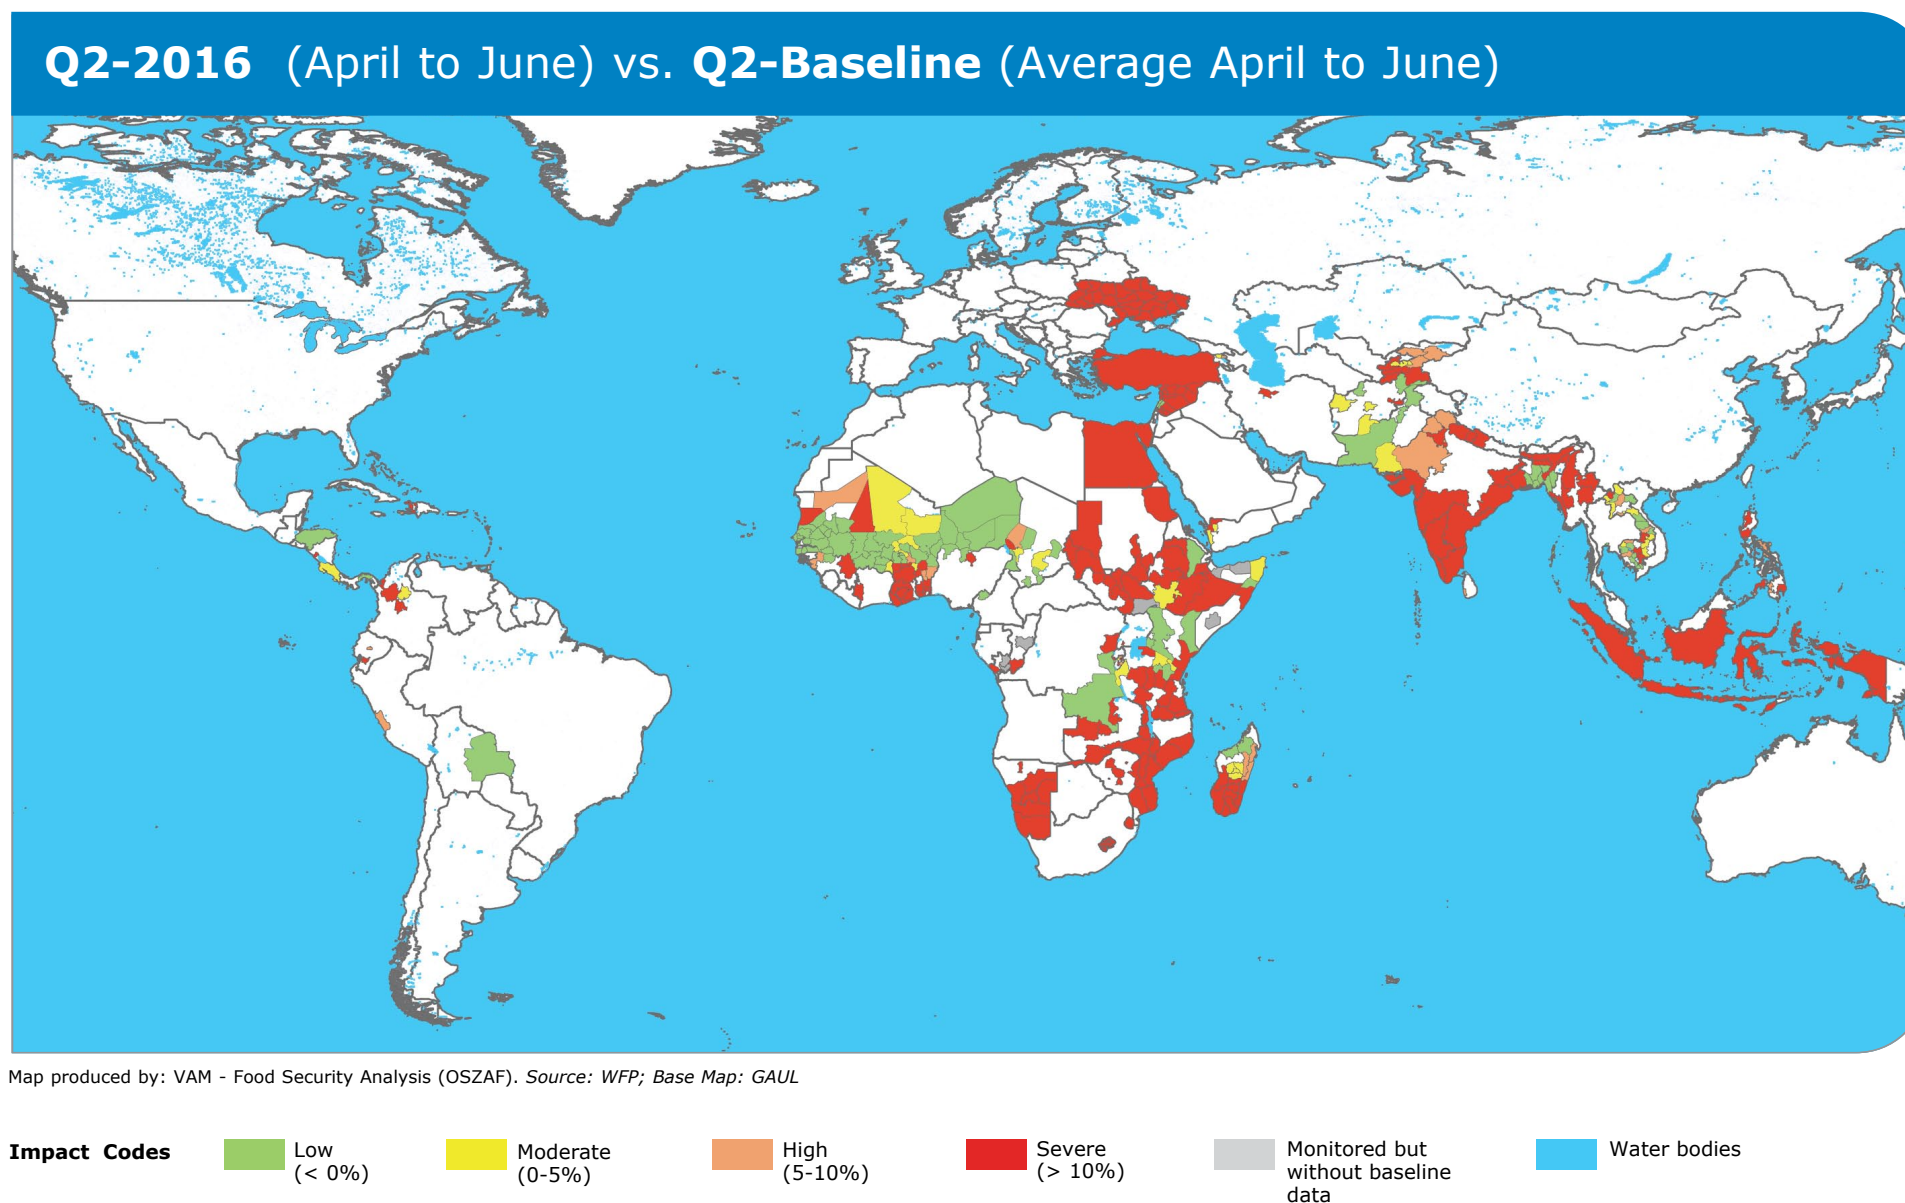 Q2-2016 (April to June) vs. Q2-Baseline (Average April to June)
Map produced by: VAM - Food Security Analysis (OSZAF). Source: WFP; Base Map: GAUL
Impact Codes
Low
(< 0%)
Moderate
(0-5%)
High
(5-10%)
Severe
(> 10%)
Monitored but
without baseline
data
Water bodies